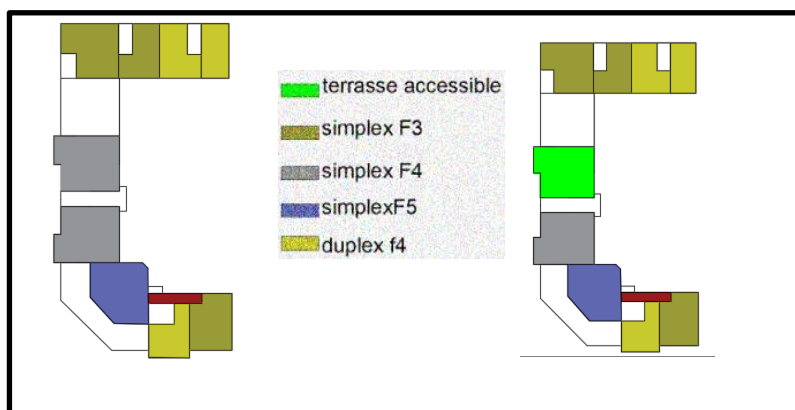 terrasse accessible
simplex F3
simplex F4
simplexF5
duplex f4